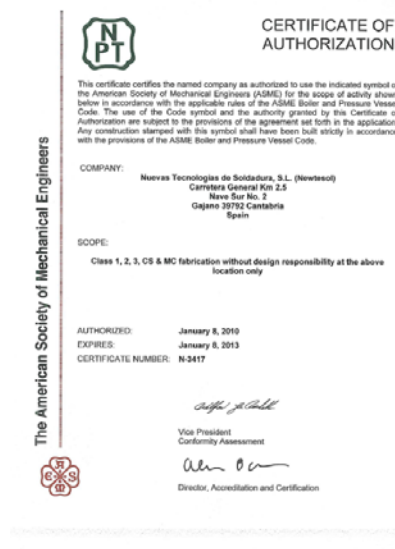 N
PT
CERTIFICATE OF
AUTHORIZATION
This certificate certifies the named company as authorized to use the indicated symbol o
the American Society of Mechanical Engineers (ASME) for the scope of activity show
below in accordance with the applicable rules of the ASME Boiler and Pressure Vesse
Code. The use of the Code symbol and the authority granted by this Certificate o
Authorization are subject to the provisions of the agreement set forth in the application
Any construction stamped with this symbol shall have been built strictly in accordanc
with the provisions of the ASME Boiler and Pressure Vessel Code.
COMPANY:
Nuevas Tecnologias de Soldadura, S.L. (Newtesol)
Carretera General Km 2.5
Nave Sur No. 2
Gajano 39792 Cantabria
Spain
SCOPE:
Class 1, 2, 3, CS & MC fabrication without design responsibility at the above
location only
AUTHORIZED: January 8, 2010
EXPIRES: January 8, 2013
CERTIFICATE NUMBER: N-3417
Vice President
Conformity Assessment
Director, Accreditation and Certification
The American Society of Mechanical Engineers
A
E S
M